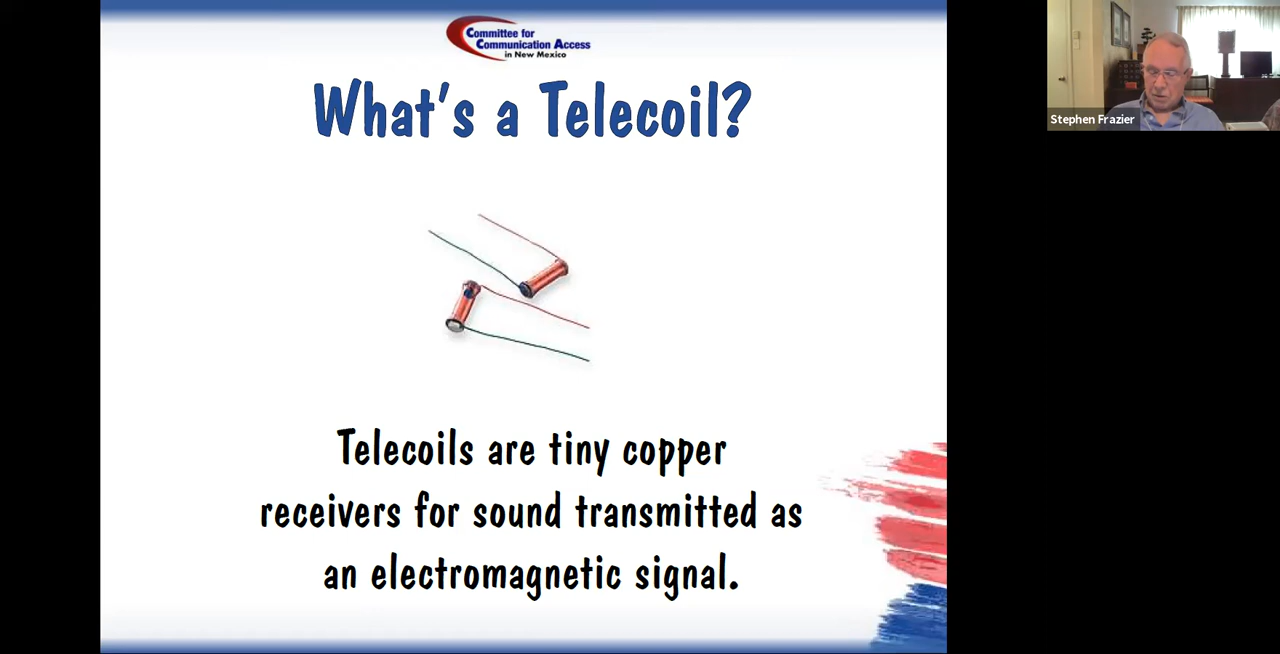 Committee for
Communication Access
in New Mexico
What's a Telecoil?
Stephen Frazier
Telecoils are tiny copper
receivers for sound transmitted as
an electromagnetic signal.